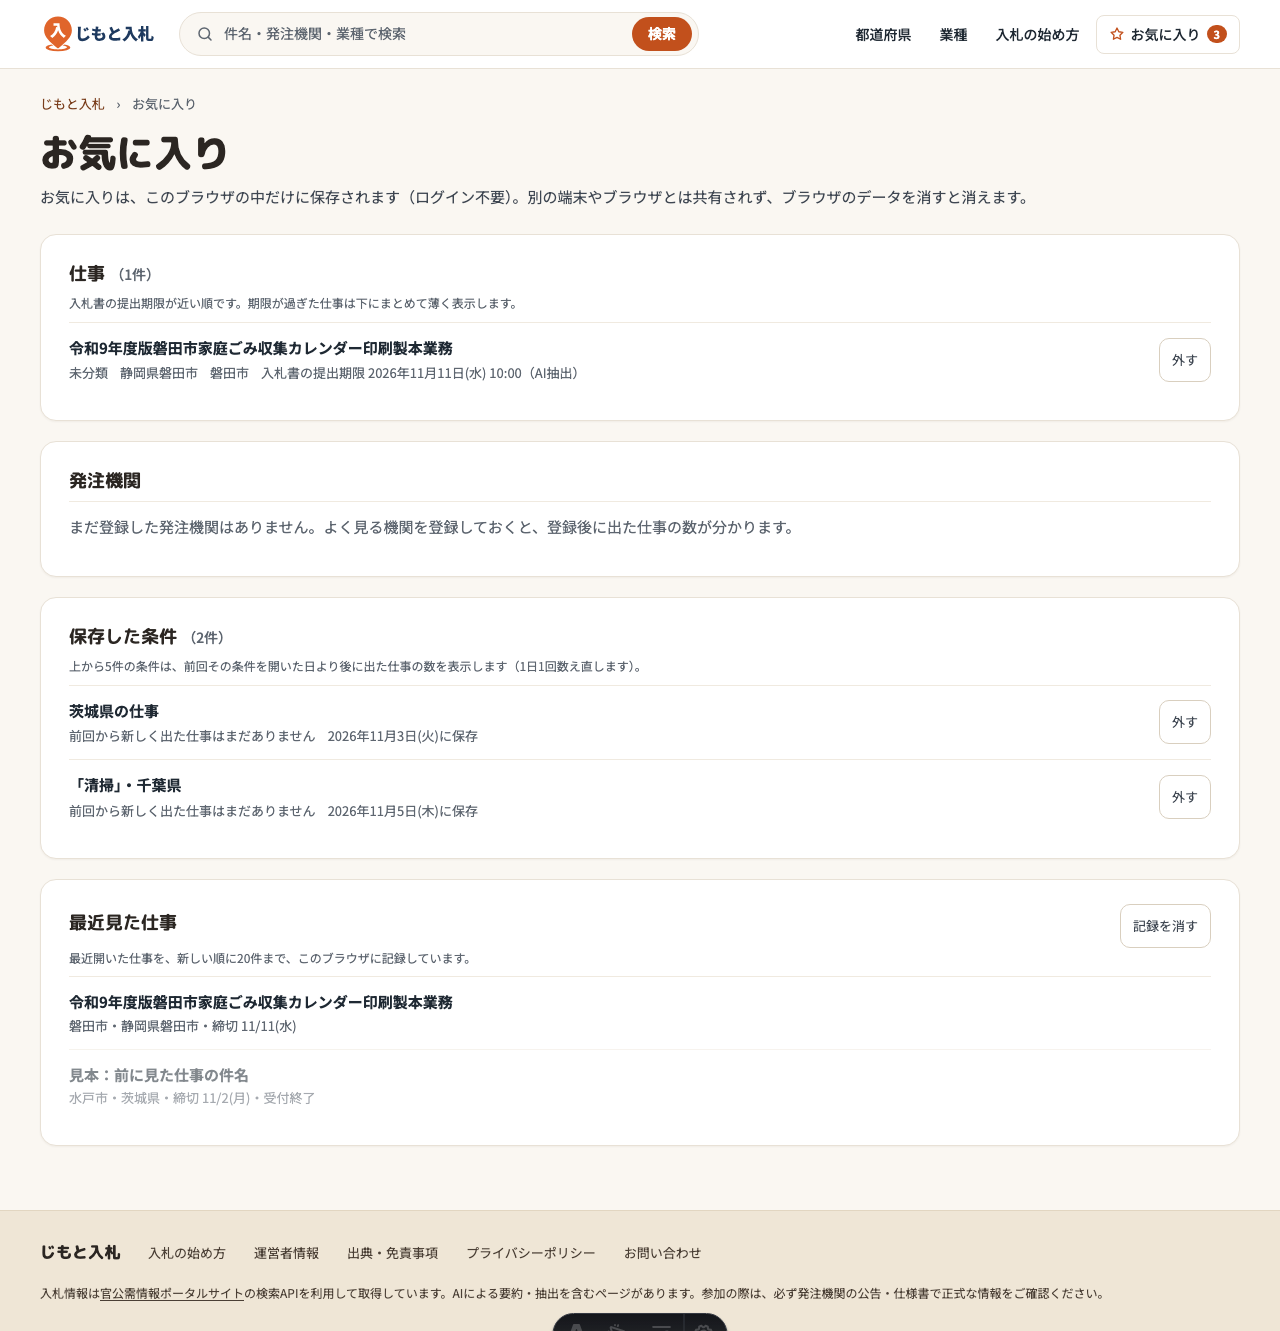 入 じもと入札
件名・発注機関・業種で検索
検索
都道府県
業種
入札の始め方
お気に入り 3
じもと入札 › お気に入り
お気に入り
お気に入りは、このブラウザの中だけに保存されます（ログイン不要）。別の端末やブラウザとは共有されず、ブラウザのデータを消すと消えます。
仕事（1件）
入札書の提出期限が近い順です。期限が過ぎた仕事は下にまとめて薄く表示します。
令和9年度版磐田市家庭ごみ収集カレンダー印刷製本業務
未分類 静岡県磐田市 磐田市 入札書の提出期限 2026年11月11日(水) 10:00（AI抽出）
外す
発注機関
まだ登録した発注機関はありません。よく見る機関を登録しておくと、登録後に出た仕事の数が分かります。
保存した条件（2件）
上から5件の条件は、前回その条件を開いた日より後に出た仕事の数を表示します（1日1回数え直します）。
茨城県の仕事
前回から新しく出た仕事はまだありません 2026年11月3日(火)に保存
外す
「清掃」・千葉県
前回から新しく出た仕事はまだありません 2026年11月5日(木)に保存
外す
最近見た仕事
記録を消す
最近開いた仕事を、新しい順に20件まで、このブラウザに記録しています。
令和9年度版磐田市家庭ごみ収集カレンダー印刷製本業務
磐田市・静岡県磐田市・締切 11/11(水)
見本：前に見た仕事の件名
水戸市・茨城県・締切 11/2(月)・受付終了
じもと入札
入札の始め方
運営者情報
出典・免責事項
プライバシーポリシー
お問い合わせ
入札情報は官公需情報ポータルサイトの検索APIを利用して取得しています。AIによる要約・抽出を含むページがあります。参加の際は、必ず発注機関の公告・仕様書で正式な情報をご確認ください。